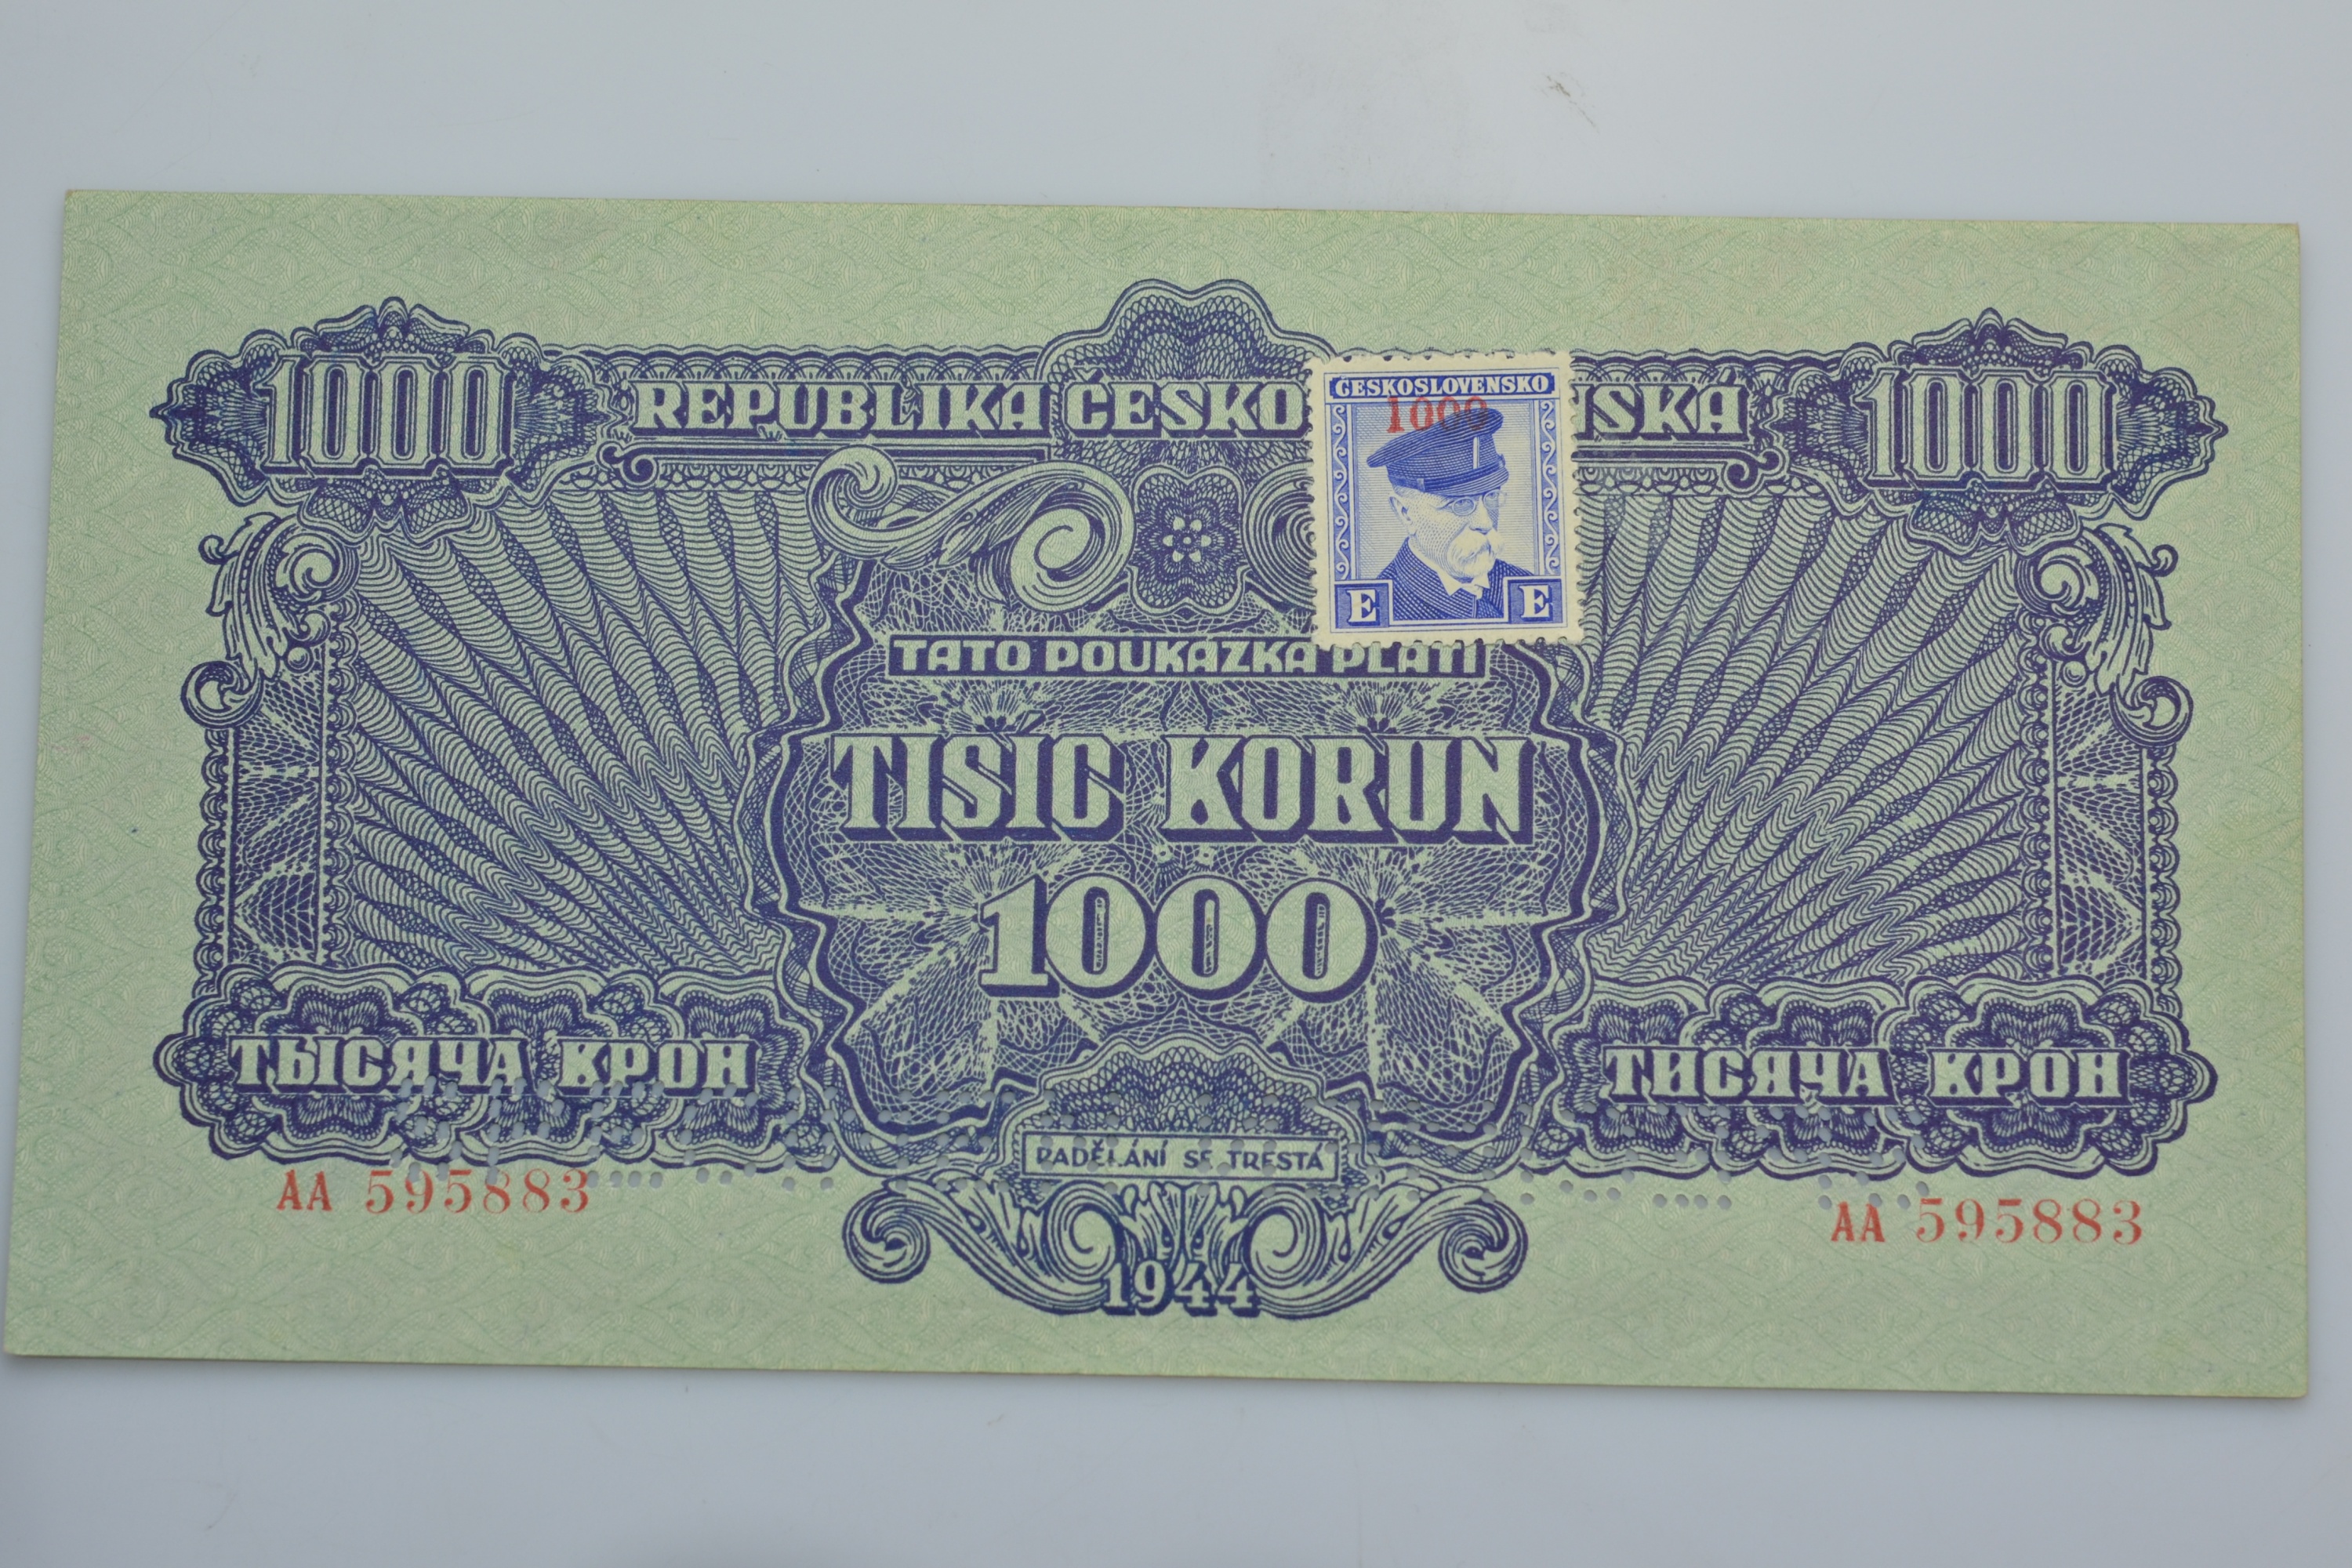 1000 REPUBLIKA ČESKO NSKÁ 1000
ČESKOSLOVENSKO
1000
E E
TATO POUKÁZKA PLATÍ
TISÍC KORUN
1000
ТЫСЯЧА КРОН
ТИСЯЧА КРОН
PADĚLÁNÍ SE TRESTÁ
AA 595883
AA 595883
1944